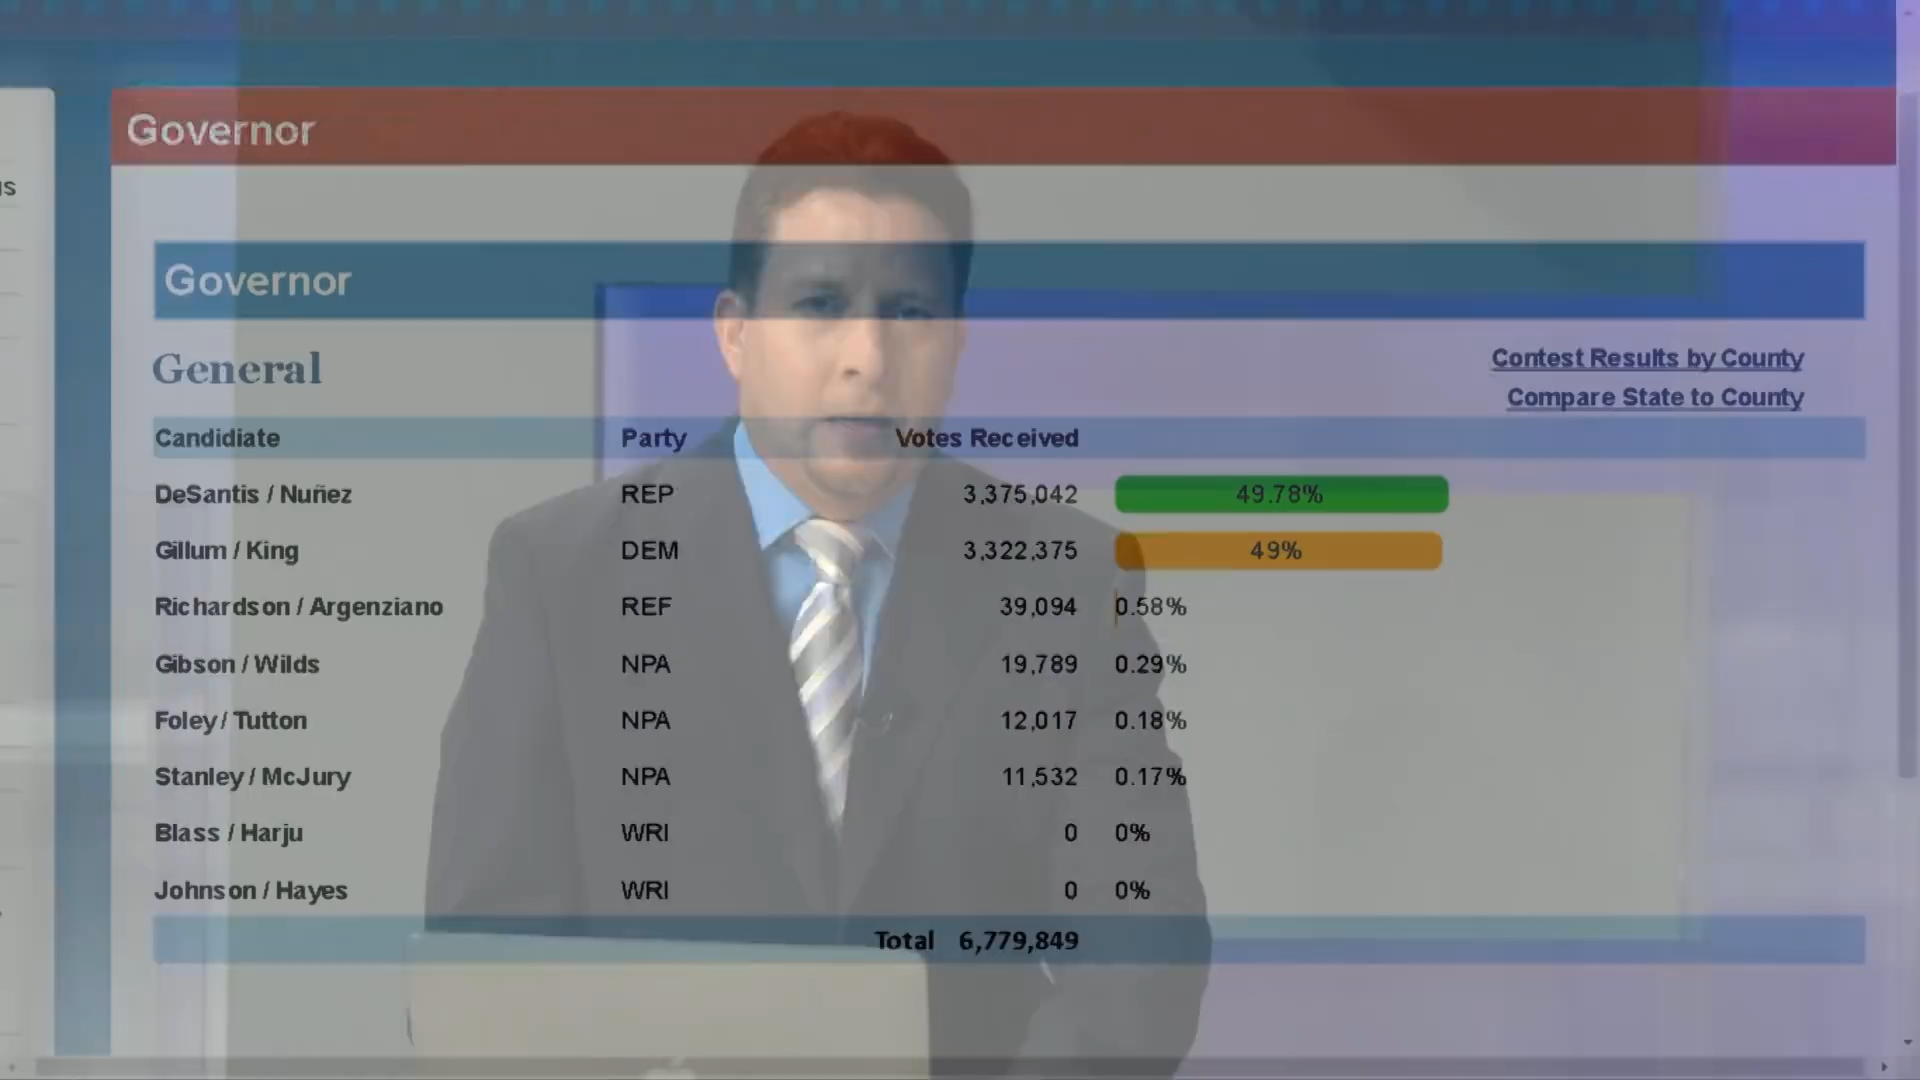 Governor
Governor
General
Contest Results by County
Compare State to County
Candidiate Party Votes Received
DeSantis / Nuñez REP 3,375,042 49.78%
Gillum / King DEM 3,322,375 49%
Richardson / Argenziano REF 39,094 0.58%
Gibson / Wilds NPA 19,789 0.29%
Foley / Tutton NPA 12,017 0.18%
Stanley / McJury NPA 11,532 0.17%
Blass / Harju WRI 0 0%
Johnson / Hayes WRI 0 0%
Total 6,779,849